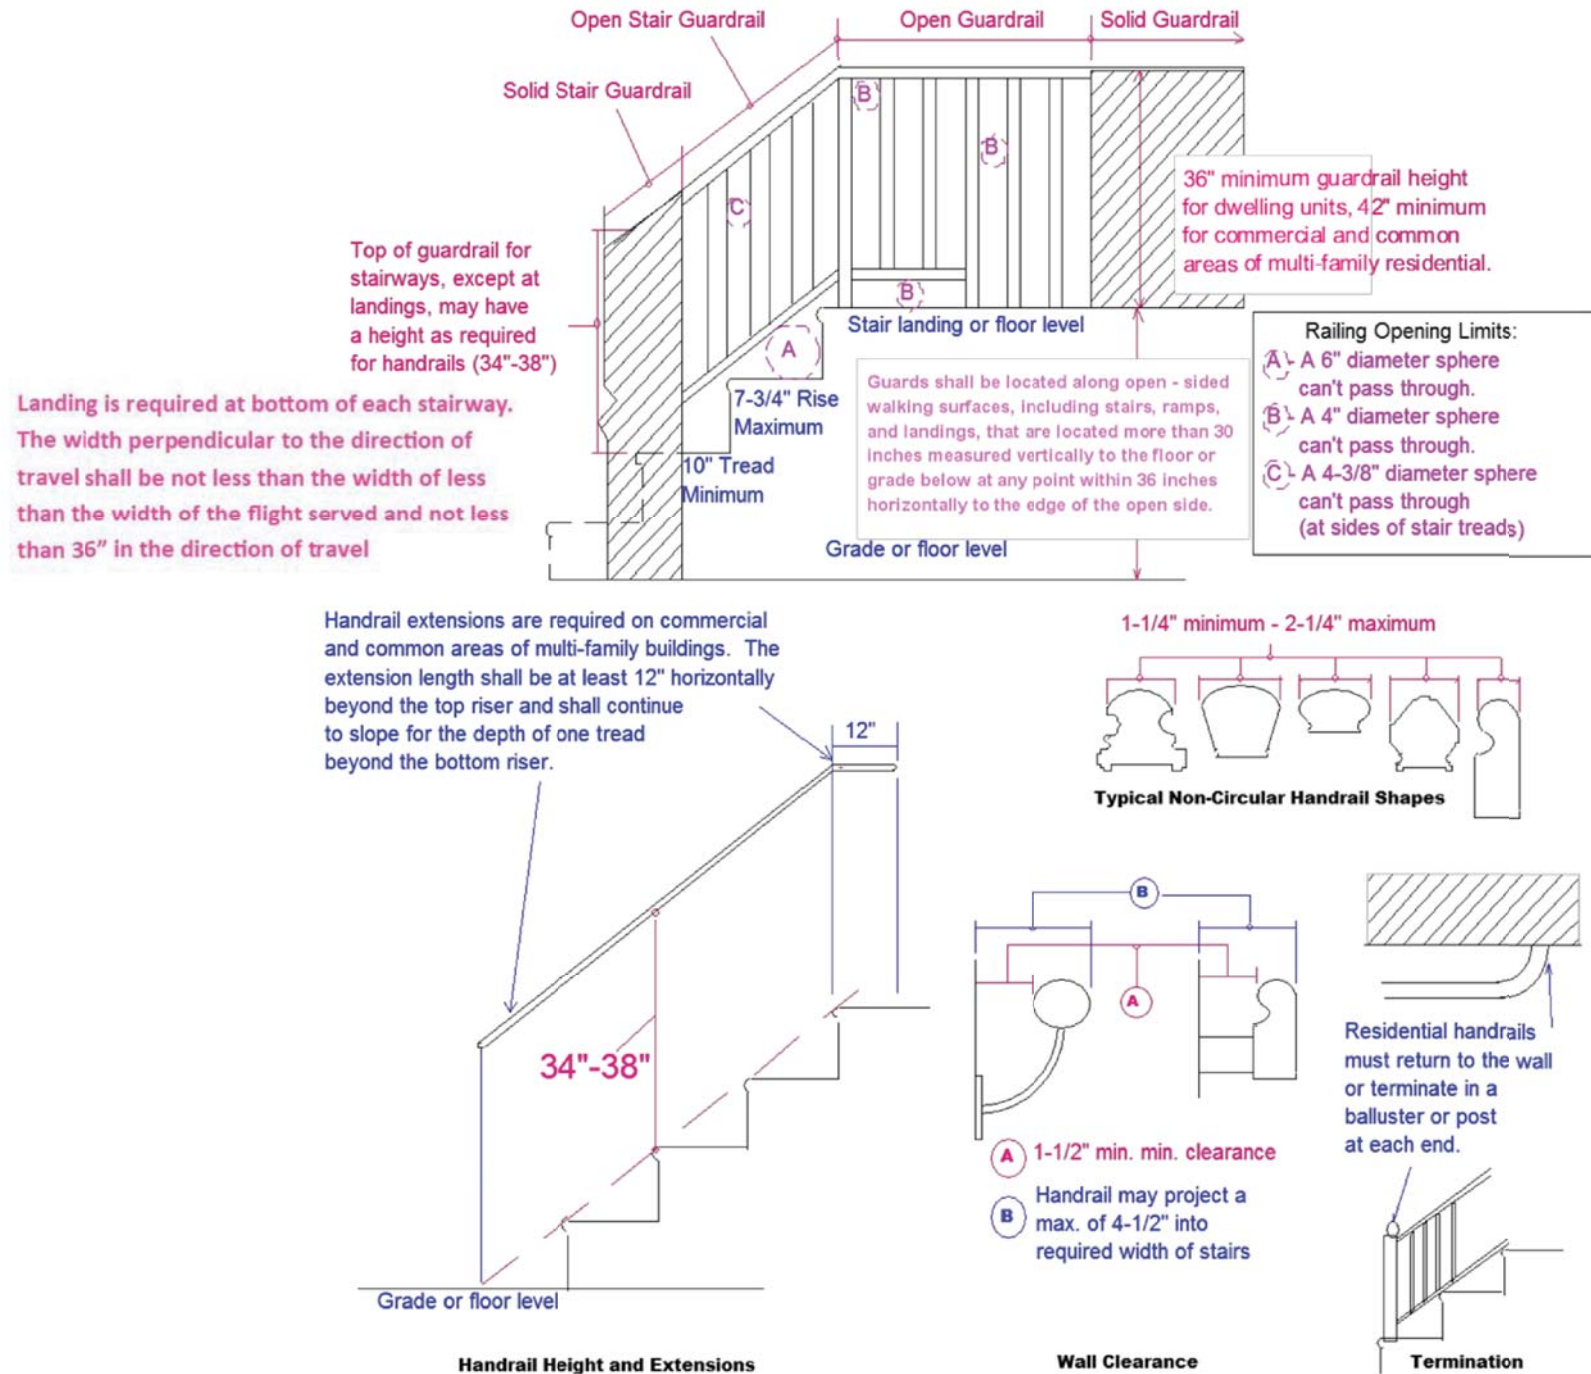 Open Stair Guardrail
Open Guardrail
Solid Guardrail
Solid Stair Guardrail
B
B
C
B
A
36" minimum guardrail height
for dwelling units, 42" minimum
for commercial and common
areas of multi-family residential.
Top of guardrail for
stairways, except at
landings, may have
a height as required
for handrails (34"-38")
Stair landing or floor level
Landing is required at bottom of each stairway.
The width perpendicular to the direction of
travel shall be not less than the width of less
than the width of the flight served and not less
than 36" in the direction of travel
7-3/4" Rise
Maximum
10" Tread
Minimum
Guards shall be located along open - sided
walking surfaces, including stairs, ramps,
and landings, that are located more than 30
inches measured vertically to the floor or
grade below at any point within 36 inches
horizontally to the edge of the open side.
Grade or floor level
Railing Opening Limits:
A - A 6" diameter sphere
can't pass through.
B - A 4" diameter sphere
can't pass through.
C - A 4-3/8" diameter sphere
can't pass through
(at sides of stair treads)
Handrail extensions are required on commercial
and common areas of multi-family buildings. The
extension length shall be at least 12" horizontally
beyond the top riser and shall continue
to slope for the depth of one tread
beyond the bottom riser.
12"
34"-38"
Grade or floor level
Handrail Height and Extensions
1-1/4" minimum - 2-1/4" maximum
Typical Non-Circular Handrail Shapes
B
A
A 1-1/2" min. min. clearance
B Handrail may project a
max. of 4-1/2" into
required width of stairs
Wall Clearance
Residential handrails
must return to the wall
or terminate in a
balluster or post
at each end.
Termination